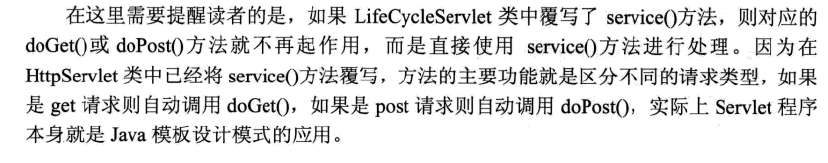 在这里需要提醒读者的是，如果 LifeCycleServlet 类中覆写了 service()方法，则对应的
doGet()或 doPost()方法就不再起作用，而是直接使用 service()方法进行处理。因为在
HttpServlet 类中已经将 service()方法覆写，方法的主要功能就是区分不同的请求类型，如果
是 get 请求则自动调用 doGet()，如果是 post 请求则自动调用 doPost()，实际上 Servlet 程序
本身就是 Java 模板设计模式的应用。